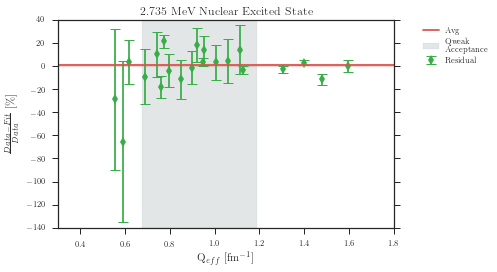 2.735 MeV Nuclear Excited State
40
20
0
−20
−40
−60
−80
−100
−120
−140
Data−Fit
Data
[%]
0.4 0.6 0.8 1.0 1.2 1.4 1.6 1.8
Q_eff [fm⁻¹]
Avg
Qweak
Acceptance
Residual